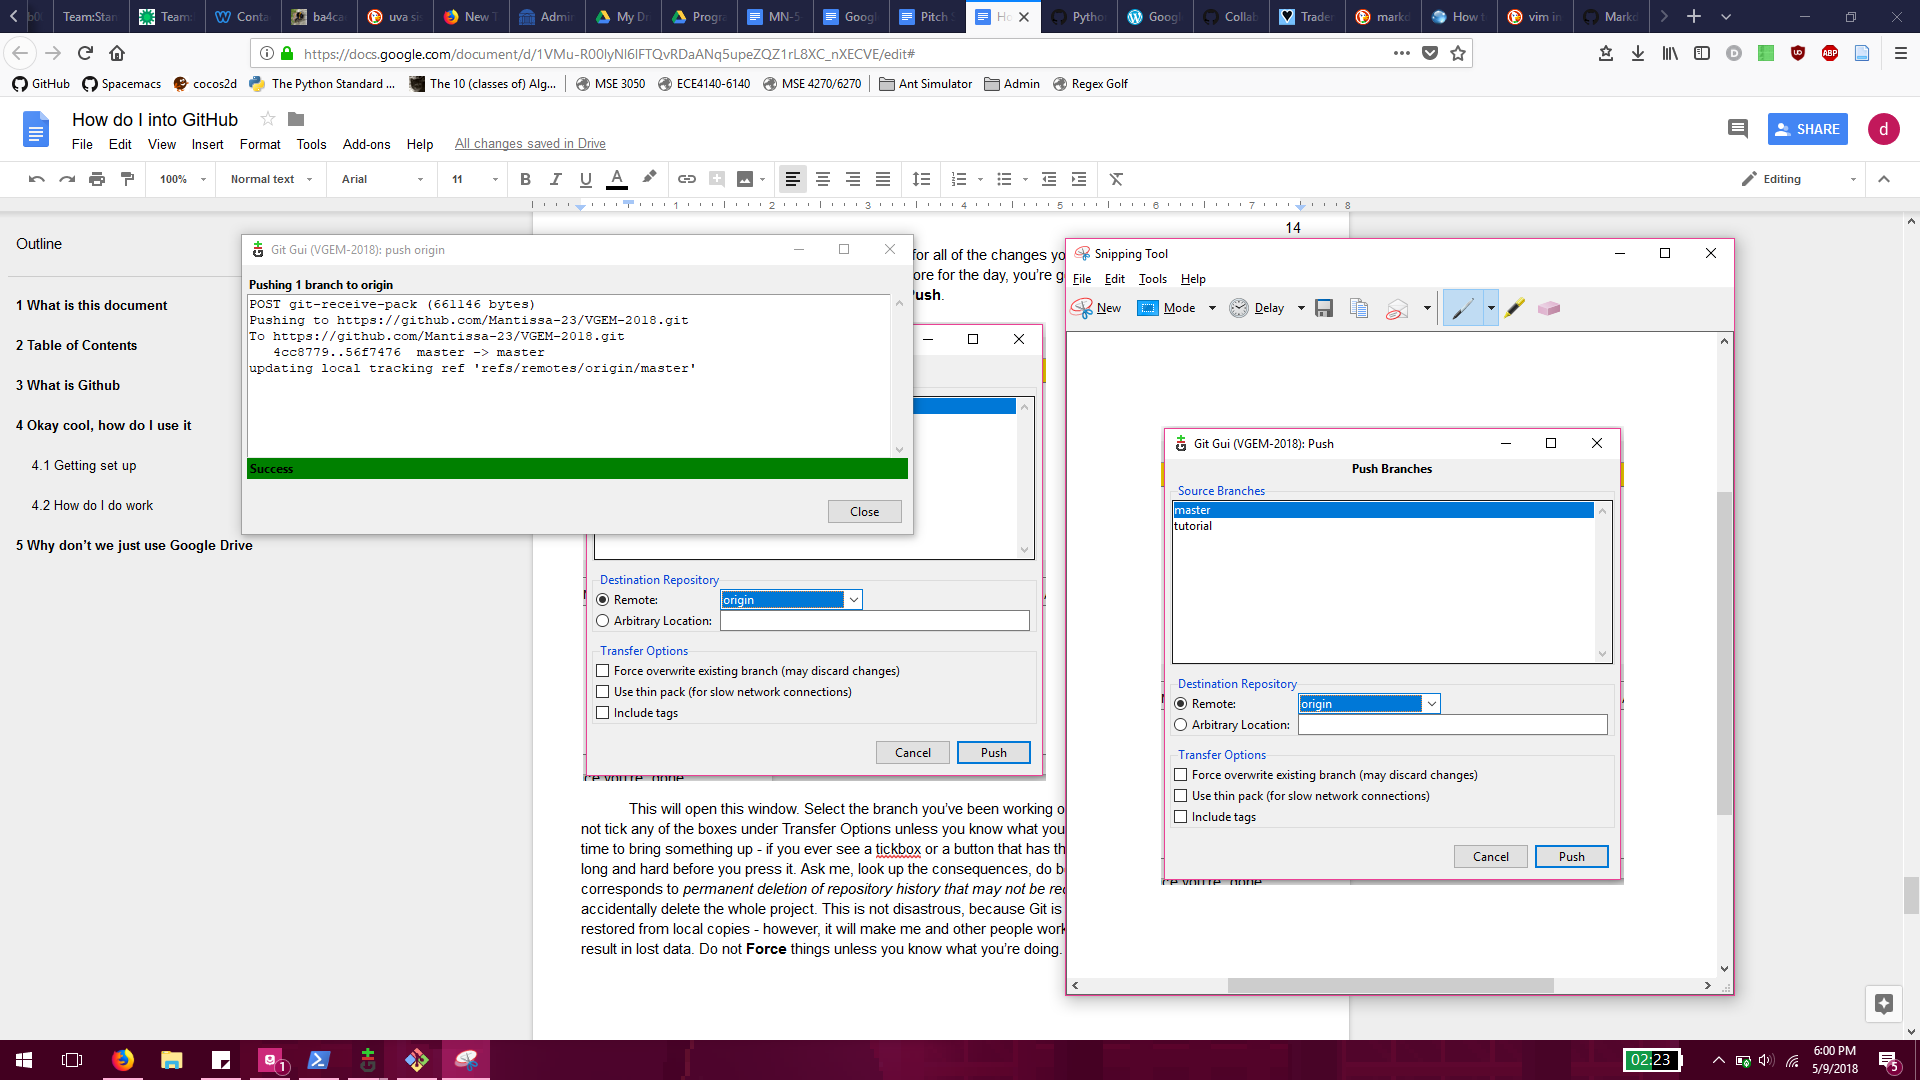 Team:Stan
Team:
Conta
ba4ca
uva sis
New T
Admin
My Dr
Progra
MN-5
Googl
Pitch S
Ho
Pytho
Googl
Collab
Trader
markd
How t
vim in
Markd
https://docs.google.com/document/d/1VMu-R00lyNl6lFTQvRDaANq5upeZQZ1rL8XC_nXECVE/edit#
GitHub
Spacemacs
cocos2d
The Python Standard ...
The 10 (classes of) Alg...
MSE 3050
ECE4140-6140
MSE 4270/6270
Ant Simulator
Admin
Regex Golf
How do I into GitHub
File Edit View Insert Format Tools Add-ons Help All changes saved in Drive
SHARE
d
100% Normal text Arial 11 B I U A Editing
1 2 3 4 5 6 7 8
Outline
1 What is this document
2 Table of Contents
3 What is Github
4 Okay cool, how do I use it
4.1 Getting set up
4.2 How do I do work
5 Why don't we just use Google Drive
14
for all of the changes yo
ore for the day, you're g
ush.
Git Gui (VGEM-2018): push origin
Pushing 1 branch to origin
POST git-receive-pack (661146 bytes)
Pushing to https://github.com/Mantissa-23/VGEM-2018.git
To https://github.com/Mantissa-23/VGEM-2018.git
4cc8779..56f7476 master -> master
updating local tracking ref 'refs/remotes/origin/master'
Success
Close
Destination Repository
Remote: origin
Arbitrary Location:
Transfer Options
Force overwrite existing branch (may discard changes)
Use thin pack (for slow network connections)
Include tags
Cancel Push
ce you're done
This will open this window. Select the branch you've been working o
not tick any of the boxes under Transfer Options unless you know what you
time to bring something up - if you ever see a tickbox or a button that has th
long and hard before you press it. Ask me, look up the consequences, do b
corresponds to permanent deletion of repository history that may not be rec
accidentally delete the whole project. This is not disastrous, because Git is
restored from local copies - however, it will make me and other people work
result in lost data. Do not Force things unless you know what you're doing.
Snipping Tool
File Edit Tools Help
New Mode Delay
Git Gui (VGEM-2018): Push
Push Branches
Source Branches
master
tutorial
Destination Repository
Remote: origin
Arbitrary Location:
Transfer Options
Force overwrite existing branch (may discard changes)
Use thin pack (for slow network connections)
Include tags
Cancel Push
ce you're done
1
02:23
6:00 PM
5/9/2018
5